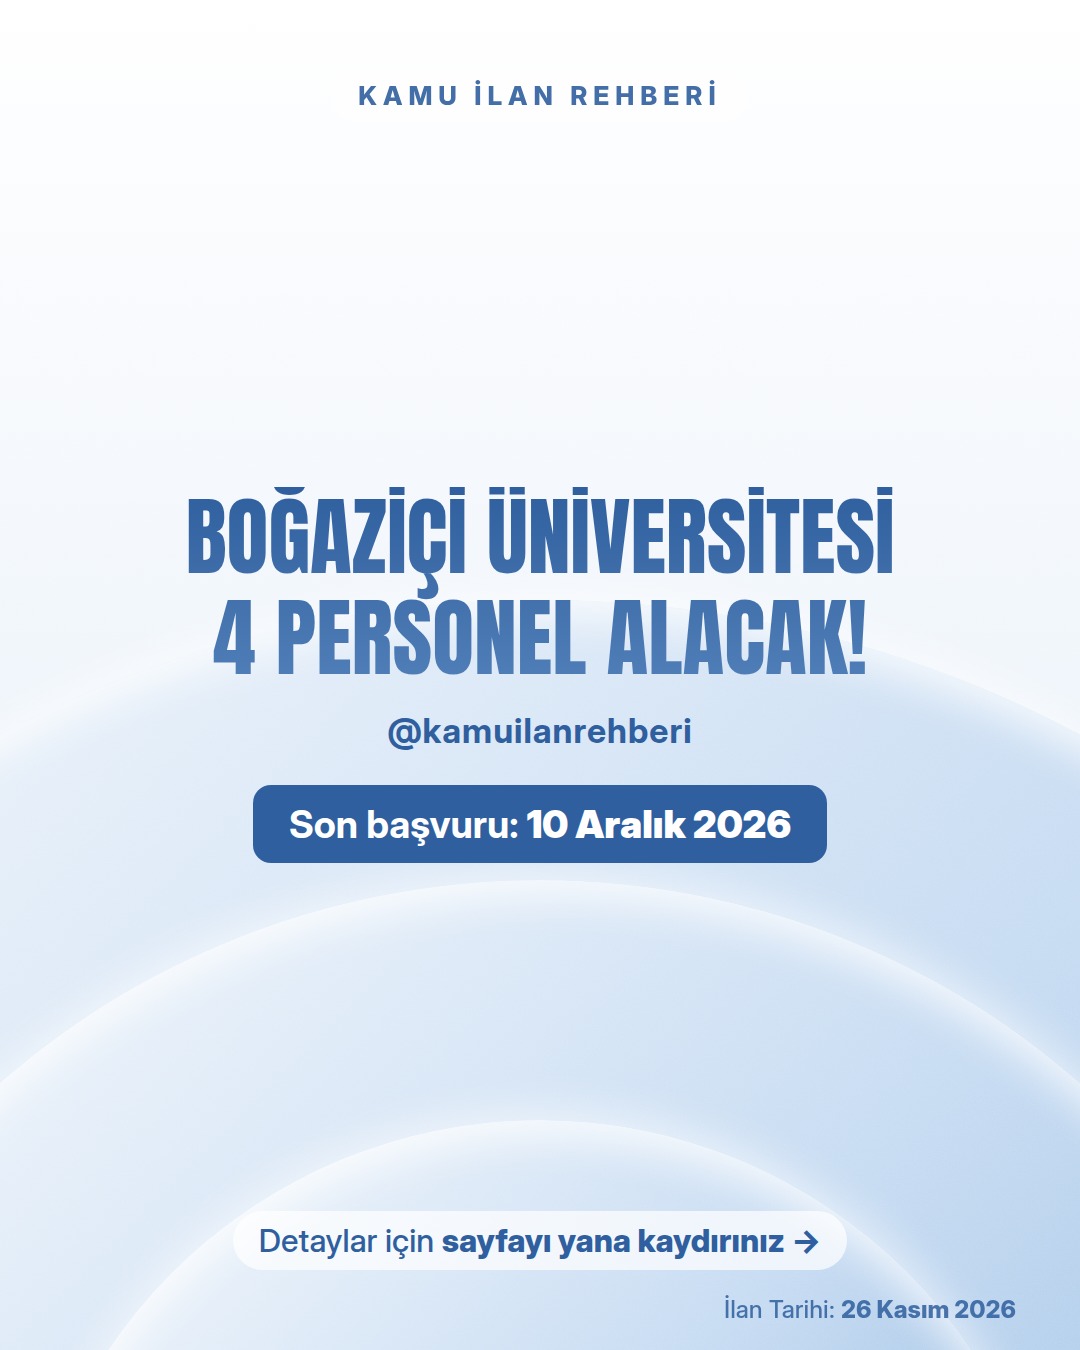 KAMU İLAN REHBERİ
BOĞAZİÇİ ÜNİVERSİTESİ
4 PERSONEL ALACAK!
@kamuilanrehberi
Son başvuru: 10 Aralık 2026
Detaylar için sayfayı yana kaydırınız →
İlan Tarihi: 26 Kasım 2026